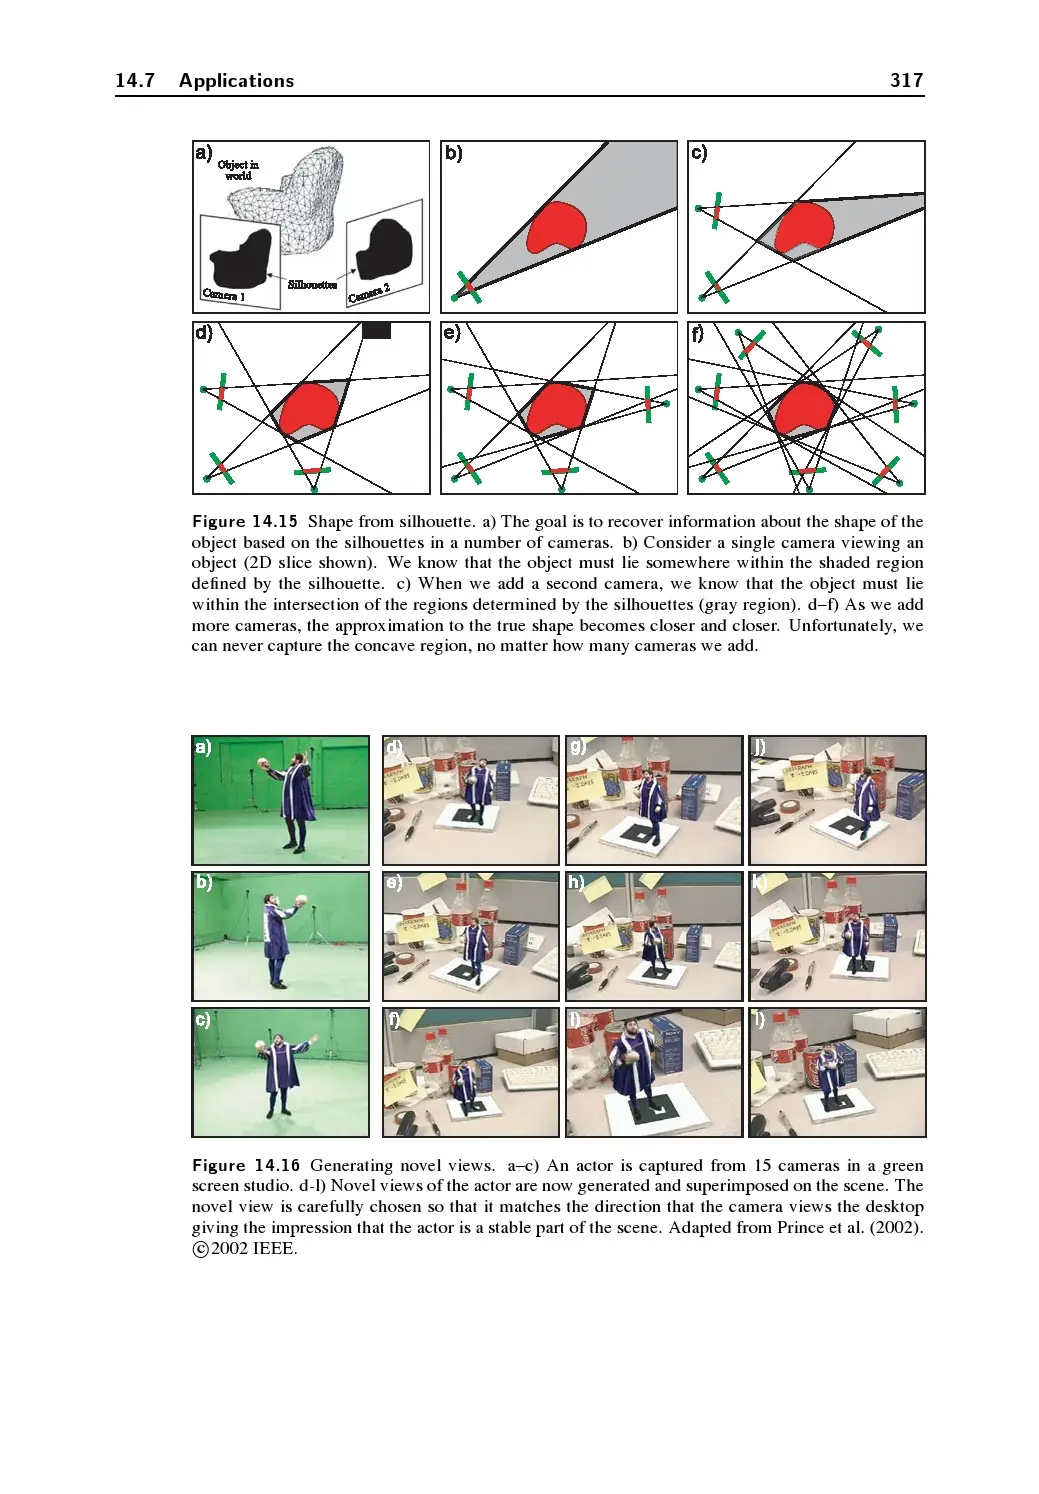 14.7 Applications 317
a)
Object in
world
Camera 1
Silhouettes
Camera 2
b)
c)
d)
e)
f)
Figure 14.15 Shape from silhouette. a) The goal is to recover information about the shape of the
object based on the silhouettes in a number of cameras. b) Consider a single camera viewing an
object (2D slice shown). We know that the object must lie somewhere within the shaded region
defined by the silhouette. c) When we add a second camera, we know that the object must lie
within the intersection of the regions determined by the silhouettes (gray region). d–f) As we add
more cameras, the approximation to the true shape becomes closer and closer. Unfortunately, we
can never capture the concave region, no matter how many cameras we add.
a)
d)
g)
j)
b)
e)
h)
k)
c)
f)
i)
l)
Figure 14.16 Generating novel views. a–c) An actor is captured from 15 cameras in a green
screen studio. d-l) Novel views of the actor are now generated and superimposed on the scene. The
novel view is carefully chosen so that it matches the direction that the camera views the desktop
giving the impression that the actor is a stable part of the scene. Adapted from Prince et al. (2002).
©2002 IEEE.